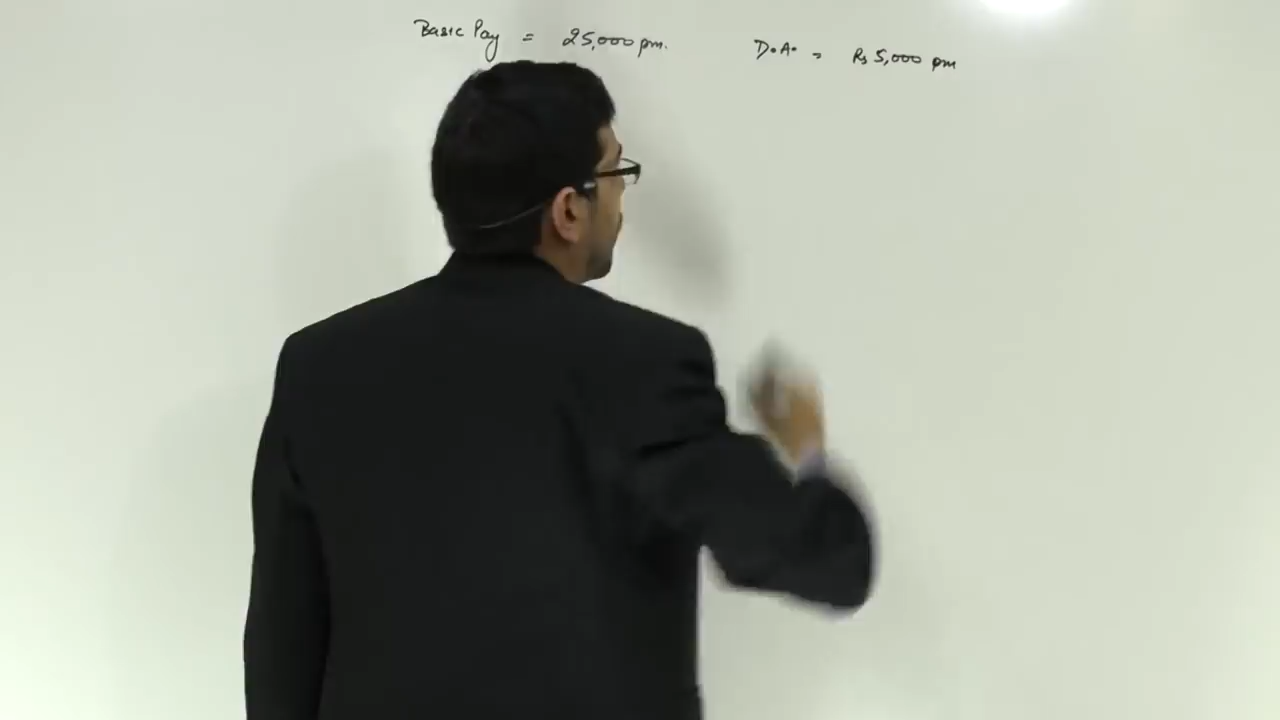 Basic Pay = 25,000 pm. D.A. = Rs 5,000 pm